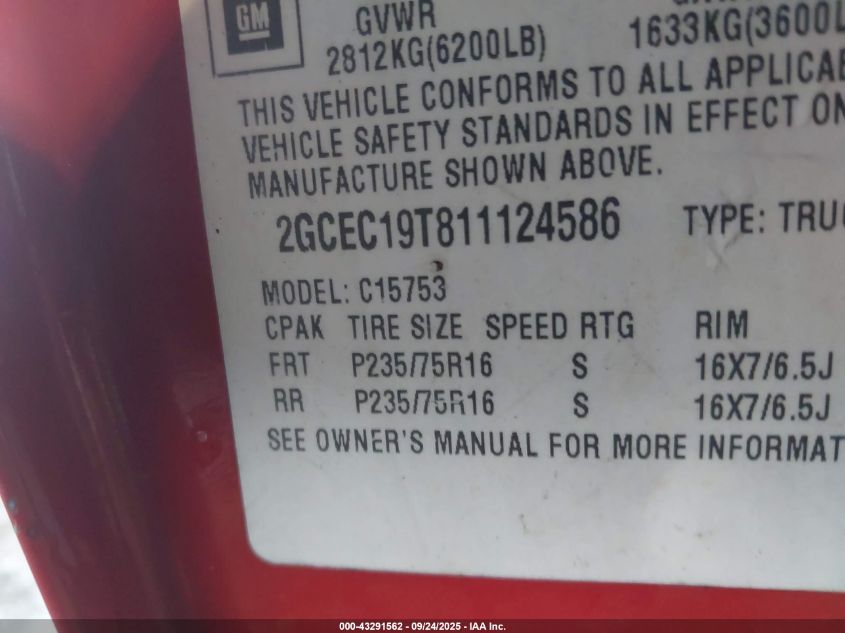 GM
GVWR
2812KG(6200LB)
1633KG(3600L
THIS VEHICLE CONFORMS TO ALL APPLICAB
VEHICLE SAFETY STANDARDS IN EFFECT ON
MANUFACTURE SHOWN ABOVE.
2GCEC19T811124586 TYPE: TRUC
MODEL: C15753
CPAK TIRE SIZE SPEED RTG RIM
FRT P235/75R16 S 16X7/6.5J
RR P235/75R16 S 16X7/6.5J
SEE OWNER'S MANUAL FOR MORE INFORMAT
000-43291562 - 09/24/2025 - IAA Inc.